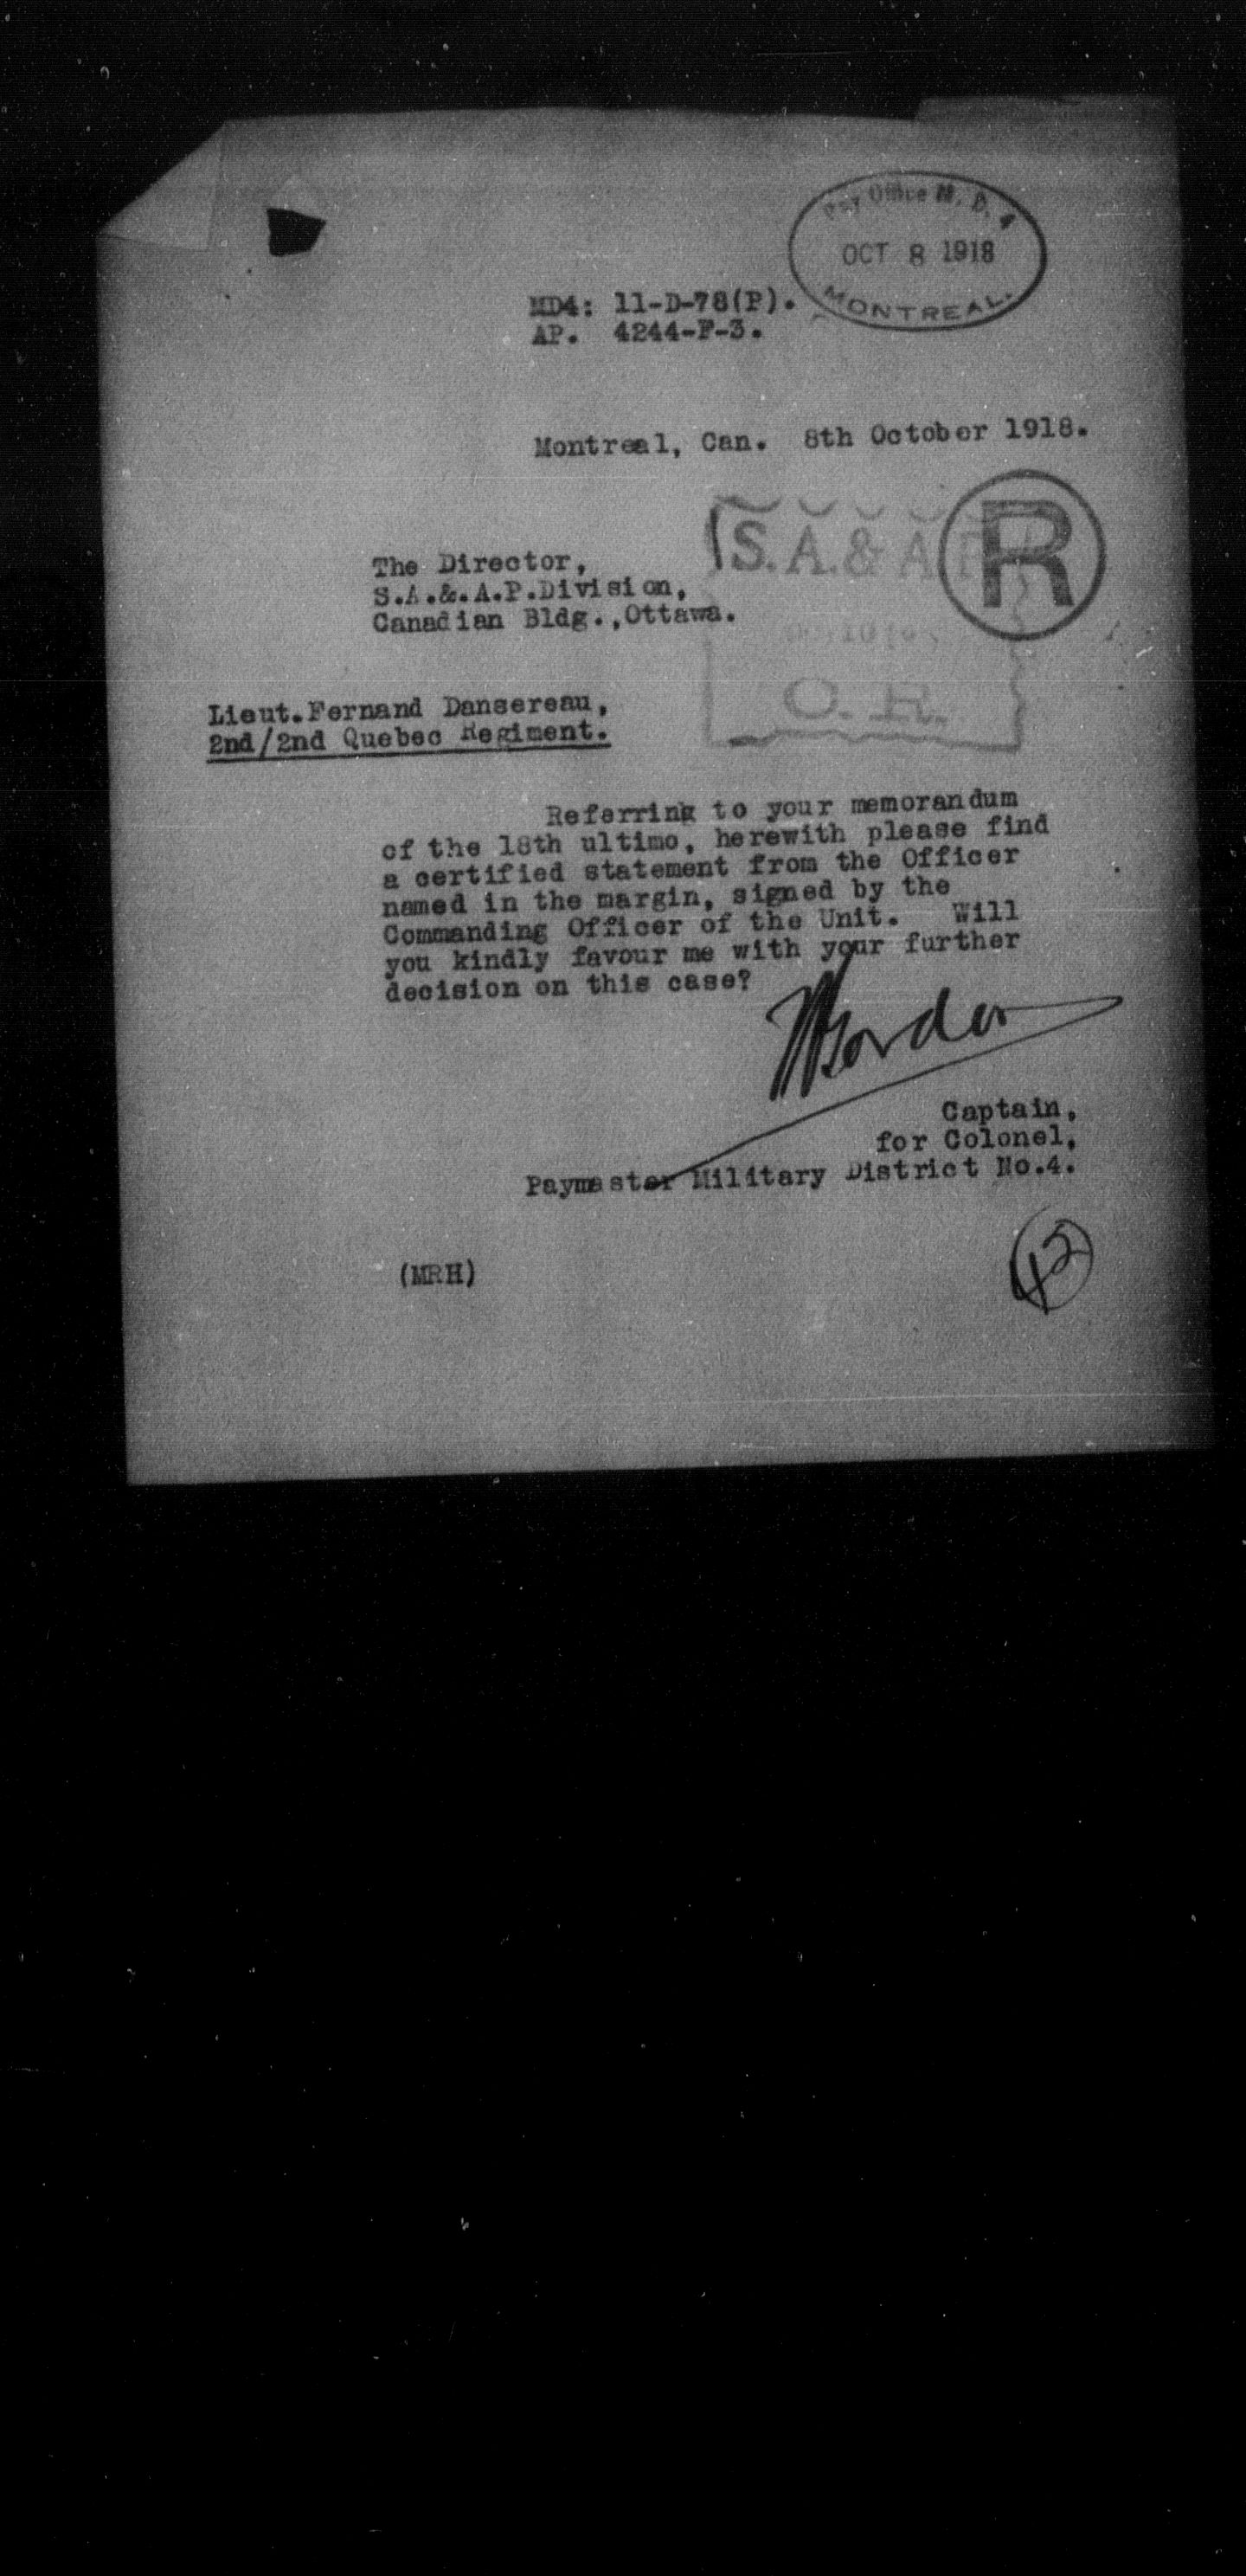 Pay Office M. D. 4
OCT 8 1918
MONTREAL.
MD4: 11-D-78(P).
AP. 4244-F-3.
Montreal, Can. 8th October 1918.
S.A.& A.P.
R
The Director,
S.A.&.A.P.Division,
Canadian Bldg.,Ottawa.
O. R.
Lieut.Fernand Dansereau,
2nd/2nd Quebec Regiment.
Referring to your memorandum
of the 18th ultimo, herewith please find
a certified statement from the Officer
named in the margin, signed by the
Commanding Officer of the Unit. Will
you kindly favour me with your further
decision on this case?
Captain,
for Colonel,
Paymaster Military District No.4.
(MRH)
42